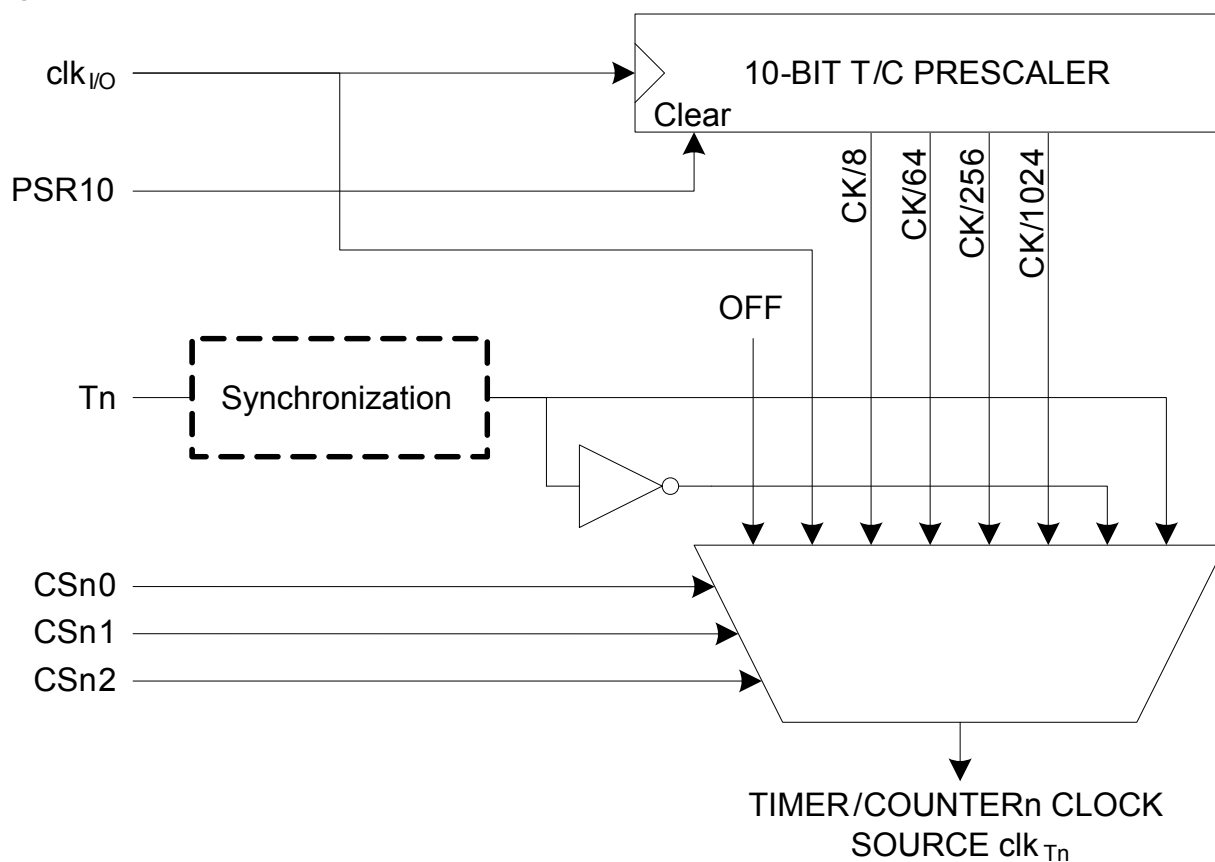 clkI/O
10-BIT T/C PRESCALER
Clear
PSR10
CK/8
CK/64
CK/256
CK/1024
OFF
Tn
Synchronization
CSn0
CSn1
CSn2
TIMER/COUNTERn CLOCK
SOURCE clkTn